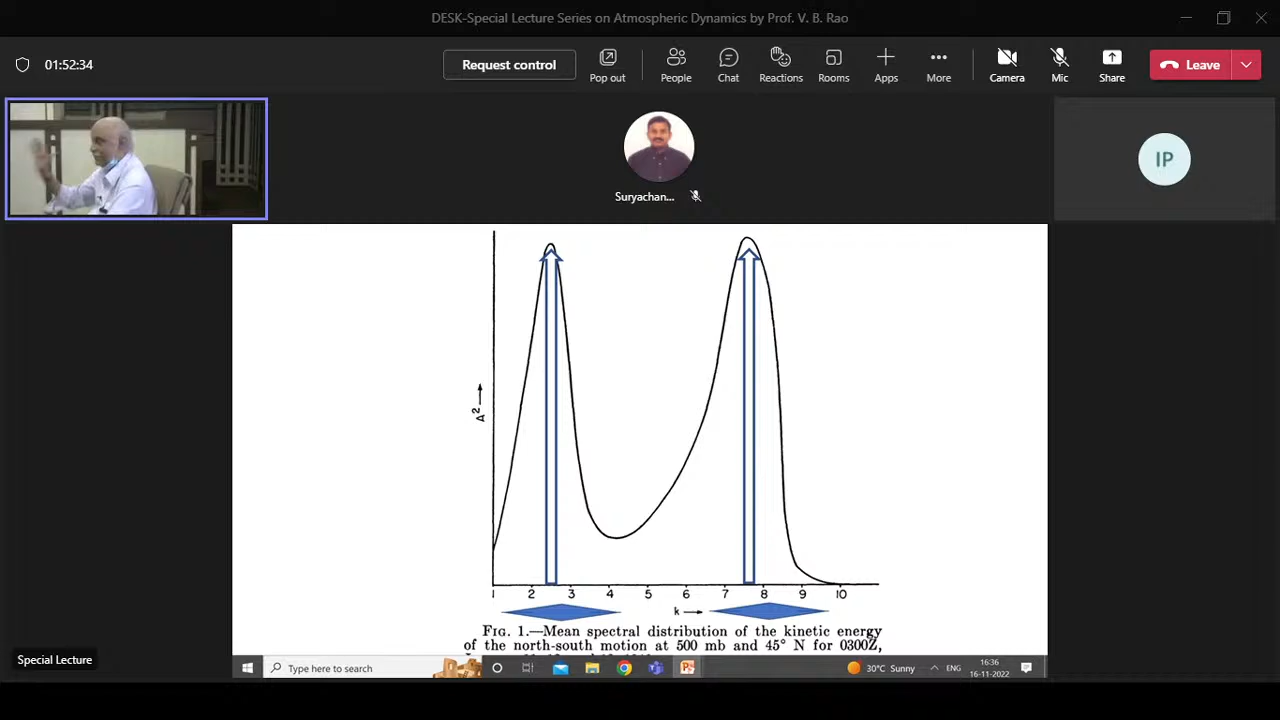 DESK-Special Lecture Series on Atmospheric Dynamics by Prof. V. B. Rao
01:52:34
Request control
Pop out
People
Chat
Reactions
Rooms
Apps
More
Camera
Mic
Share
Leave
Suryachan...
IP
A²
1 2 3 4 5 6 7 8 9 10
k
FIG. 1.—Mean spectral distribution of the kinetic energy
of the north-south motion at 500 mb and 45° N for 0300Z,
Special Lecture
Type here to search
30°C Sunny
ENG
16:36
16-11-2022